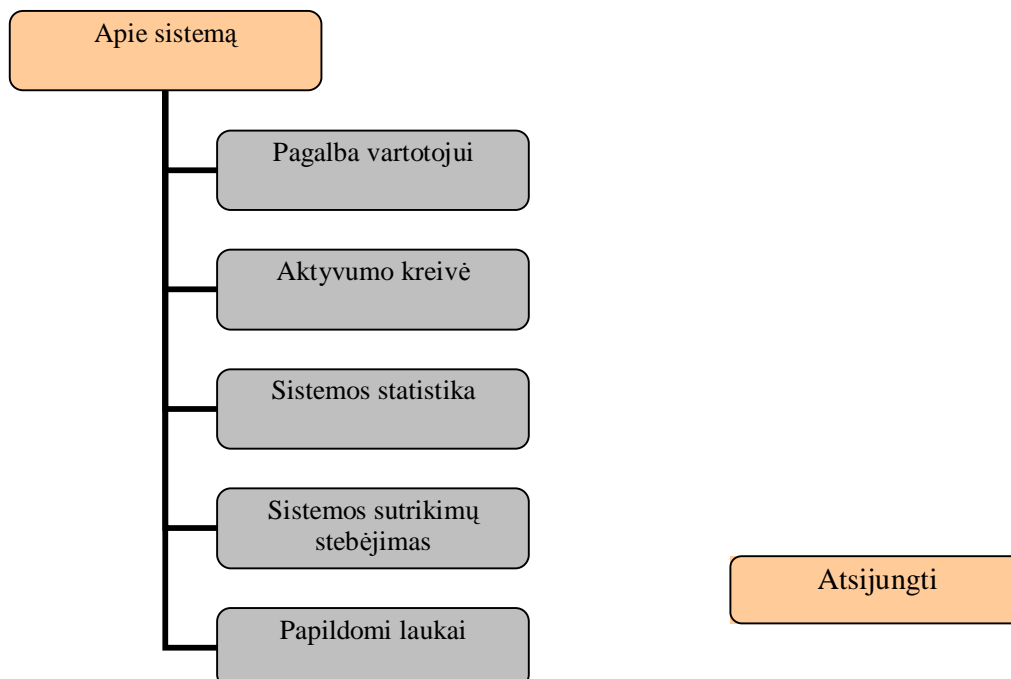 Apie sistemą
Pagalba vartotojui
Aktyvumo kreivė
Sistemos statistika
Sistemos sutrikimų
stebėjimas
Papildomi laukai
Atsijungti